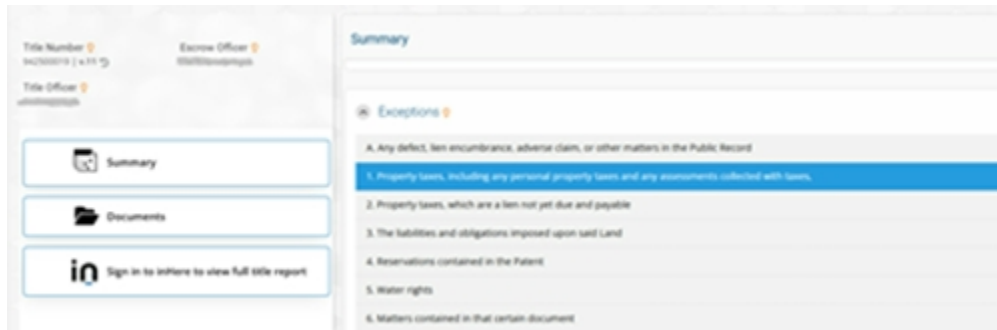 Title Number
Escrow Officer
Title Officer
Summary
Documents
in Sign in to inHere to view full title report
Summary
Exceptions
A. Any defect, lien encumbrance, adverse claim, or other matters in the Public Record
1. Property taxes, including any personal property taxes and any assessments collected with taxes,
2. Property taxes, which are a lien not yet due and payable
3. The liabilities and obligations imposed upon said Land
4. Reservations contained in the Patent
5. Water rights
6. Matters contained in that certain document